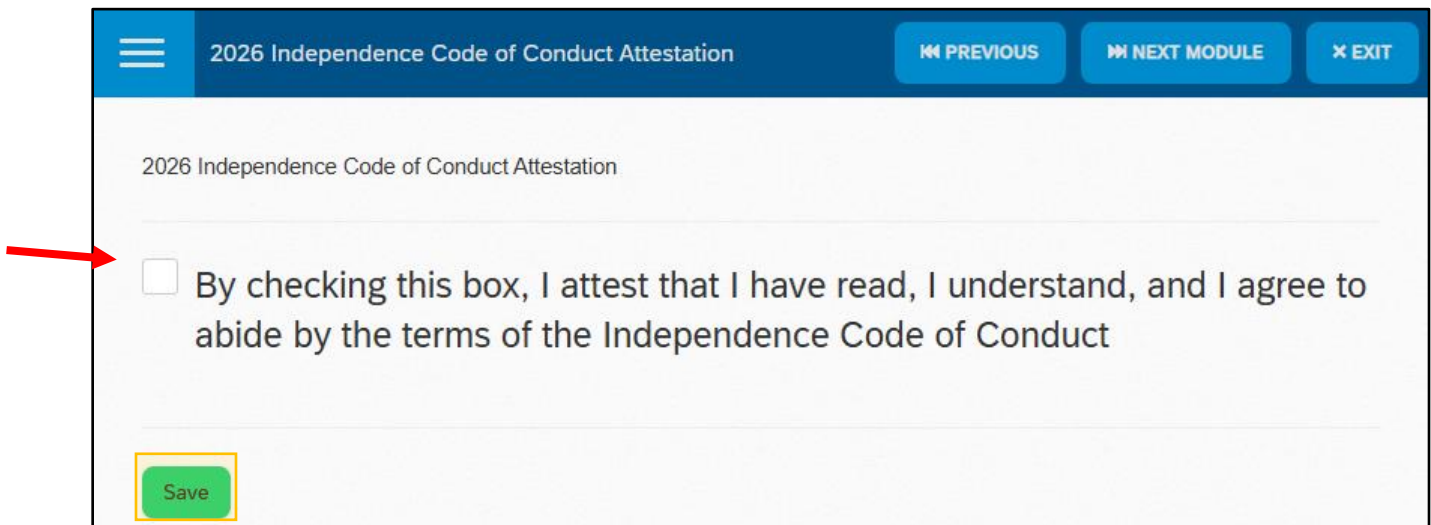 2026 Independence Code of Conduct Attestation
PREVIOUS
NEXT MODULE
× EXIT
2026 Independence Code of Conduct Attestation
By checking this box, I attest that I have read, I understand, and I agree to
abide by the terms of the Independence Code of Conduct
Save